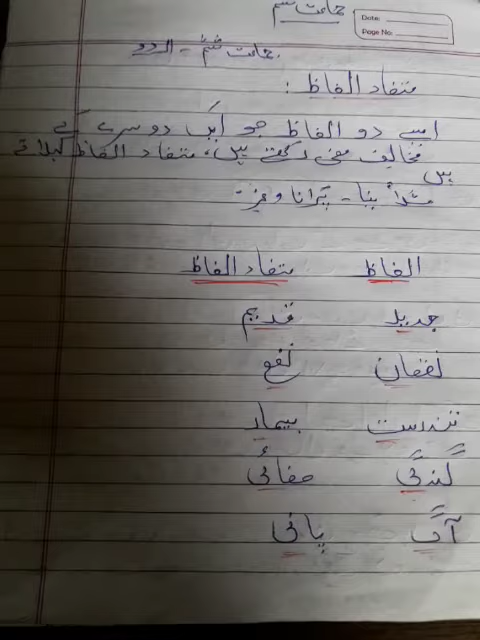 جماعت ششم
Date:
Page No:
جماعت ششم - اردو
متضاد الفاظ :
ایسے دو الفاظ جو ایک دوسرے کے
مخالف معنی رکھتے ہیں، متضاد الفاظ کہلاتے
ہیں
مثلاً نیا - پرانا وغیرہ -
الفاظ متضاد الفاظ
جدید قدیم
نقصان نفع
تندرست بیمار
گندگی صفائی
آگ پانی